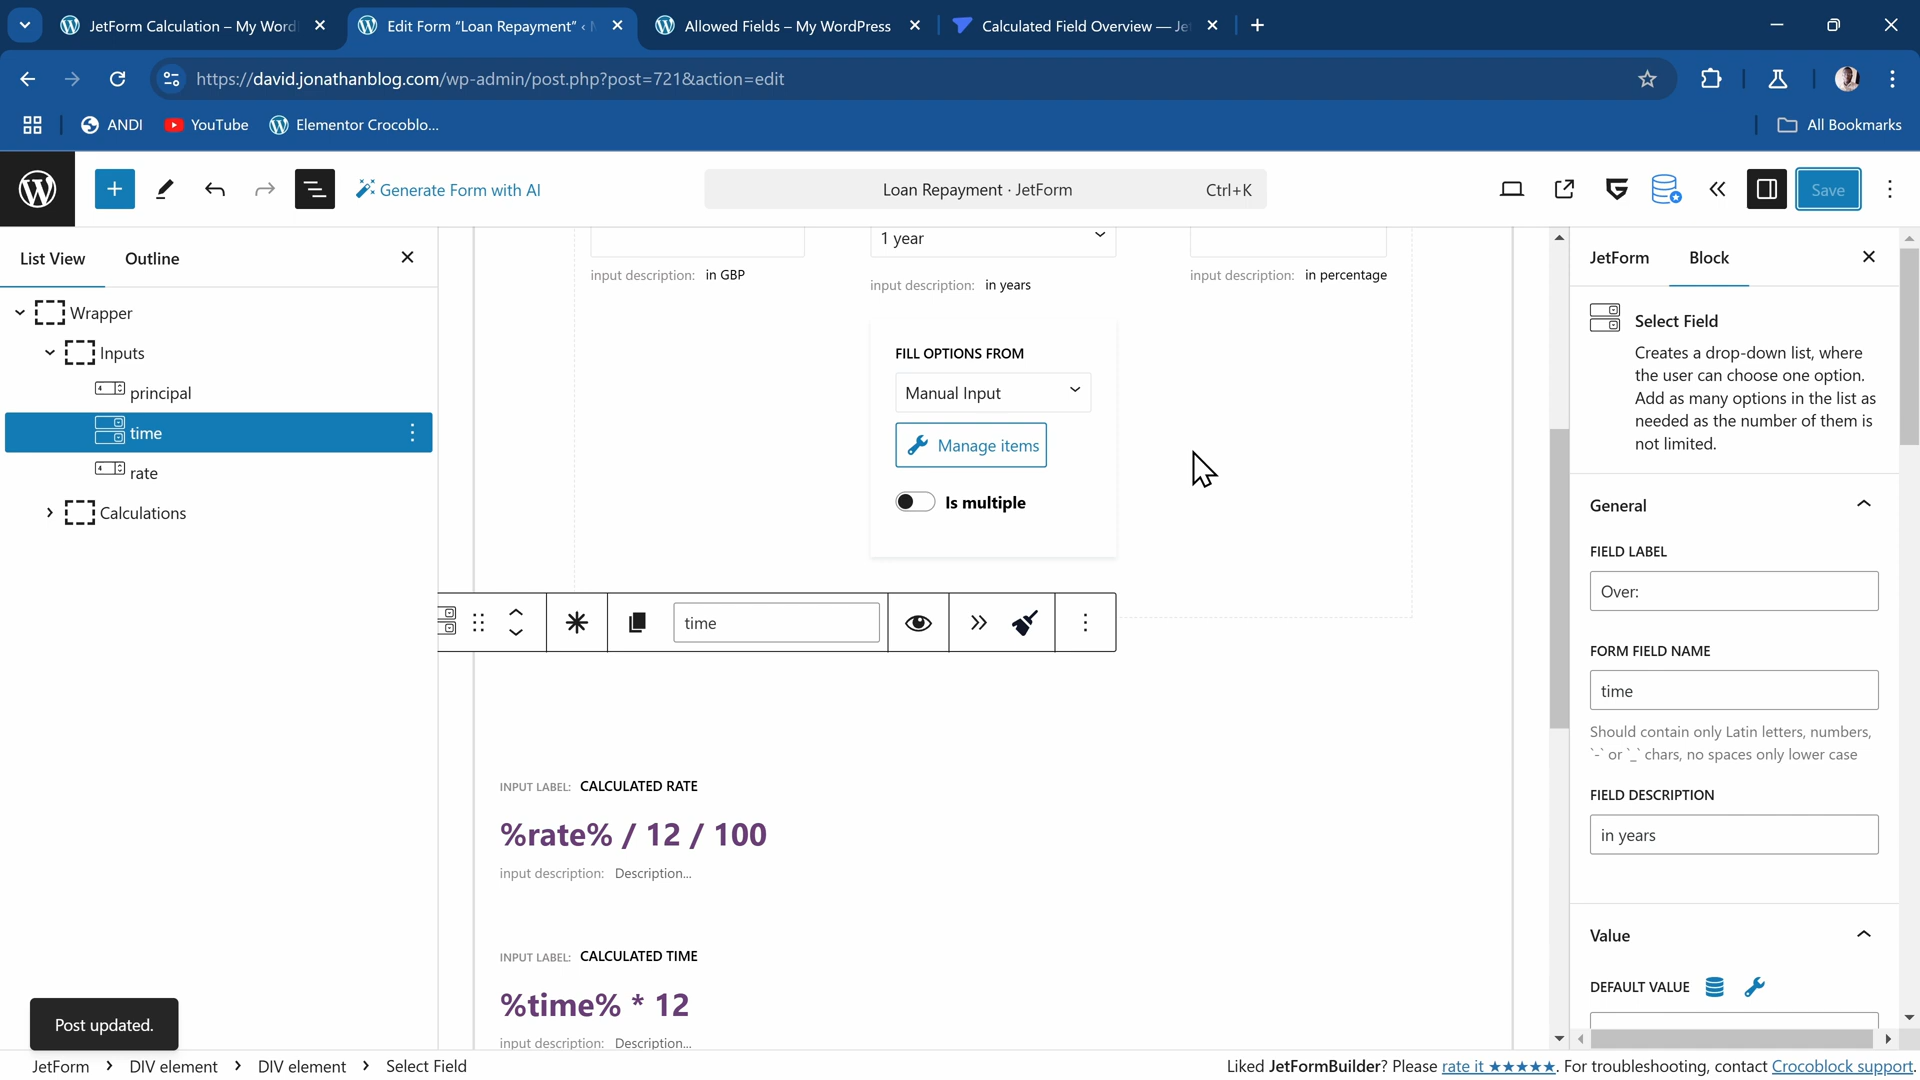 JetForm Calculation – My Word
Edit Form "Loan Repayment" ‹
Allowed Fields – My WordPress
Calculated Field Overview — Je
https://david.jonathanblog.com/wp-admin/post.php?post=721&action=edit
ANDI
YouTube
Elementor Crocoblo...
All Bookmarks
Generate Form with AI
Loan Repayment · JetForm
Ctrl+K
Save
List View
Outline
Wrapper
Inputs
principal
time
rate
Calculations
1 year
input description: in GBP
input description: in years
input description: in percentage
FILL OPTIONS FROM
Manual Input
Manage items
Is multiple
time
INPUT LABEL: CALCULATED RATE
%rate% / 12 / 100
input description: Description...
INPUT LABEL: CALCULATED TIME
%time% * 12
input description: Description...
JetForm
Block
Select Field
Creates a drop-down list, where
the user can choose one option.
Add as many options in the list as
needed as the number of them is
not limited.
General
FIELD LABEL
Over:
FORM FIELD NAME
time
Should contain only Latin letters, numbers,
`-` or `_` chars, no spaces only lower case
FIELD DESCRIPTION
in years
Value
DEFAULT VALUE
Post updated.
JetForm › DIV element › DIV element › Select Field
Liked JetFormBuilder? Please rate it ★★★★★. For troubleshooting, contact Crocoblock support.